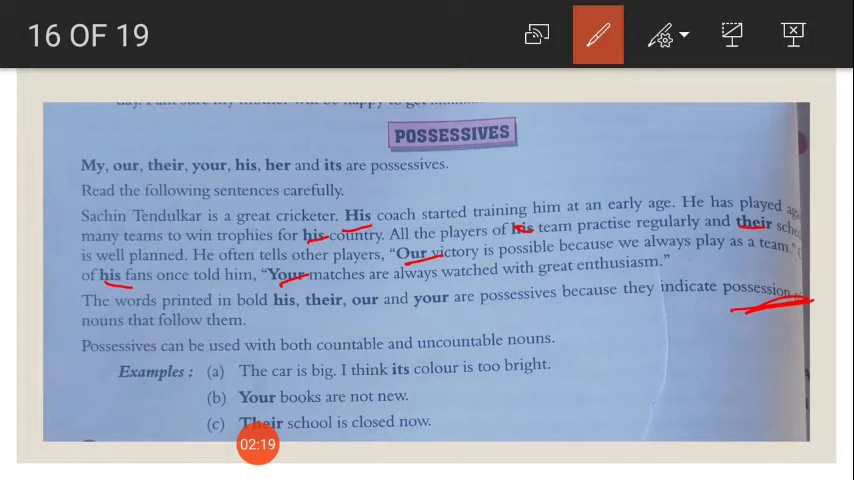 16 OF 19
POSSESSIVES
My, our, their, your, his, her and its are possessives.
Read the following sentences carefully.
Sachin Tendulkar is a great cricketer. His coach started training him at an early age. He has played
many teams to win trophies for his country. All the players of his team practise regularly and their
is well planned. He often tells other players, “Our victory is possible because we always play as a team.”
of his fans once told him, “Your matches are always watched with great enthusiasm.”
The words printed in bold his, their, our and your are possessives because they indicate possession
nouns that follow them.
Possessives can be used with both countable and uncountable nouns.
Examples : (a) The car is big. I think its colour is too bright.
(b) Your books are not new.
(c) Their school is closed now.
02:19